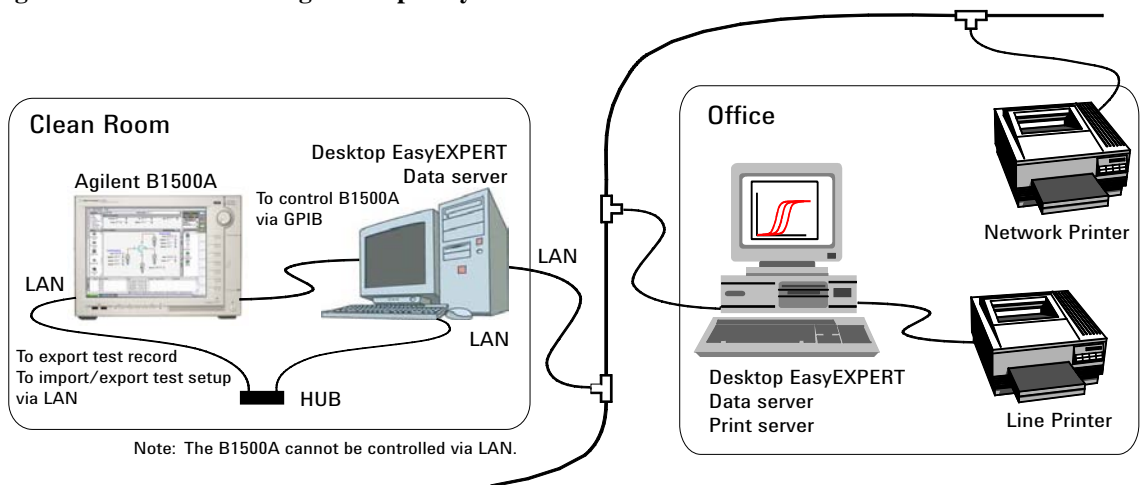 Clean Room
Desktop EasyEXPERT
Data server
Agilent B1500A
To control B1500A
via GPIB
LAN
LAN
LAN
To export test record
To import/export test setup
via LAN
HUB
Note: The B1500A cannot be controlled via LAN.
Office
Network Printer
Desktop EasyEXPERT
Data server
Print server
Line Printer